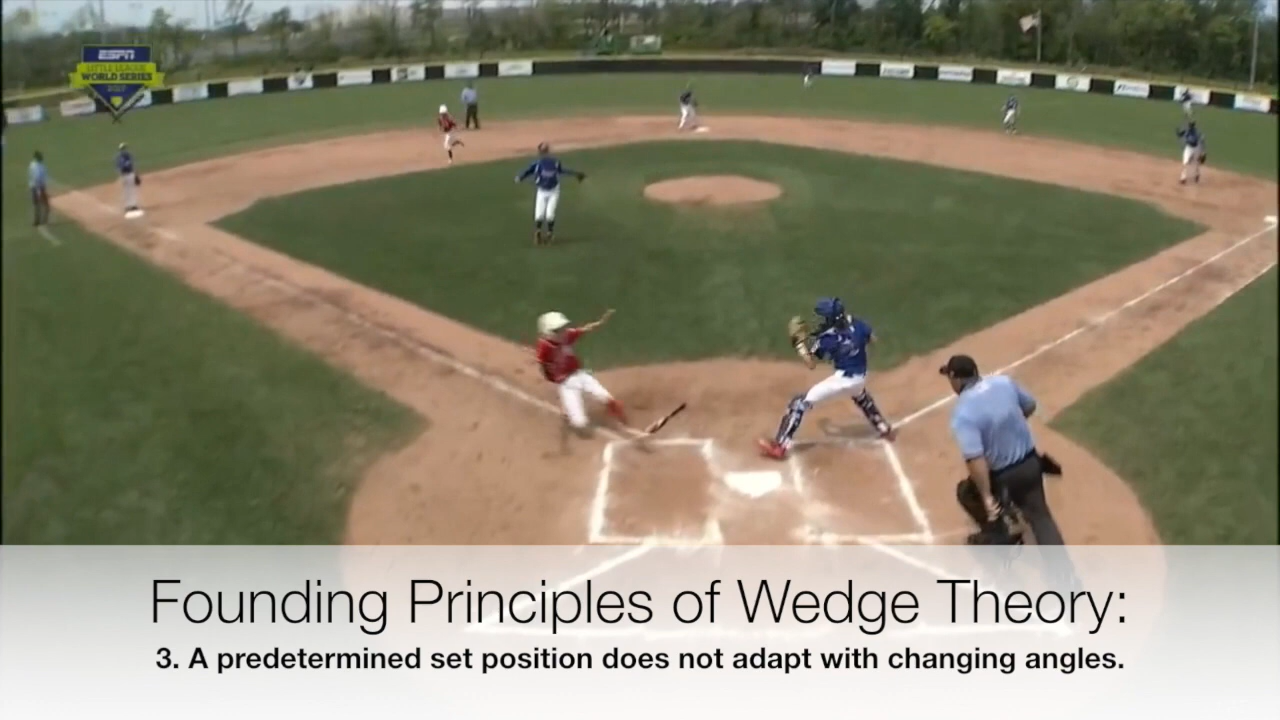 ESPN
LITTLE LEAGUE
WORLD SERIES
2017
Founding Principles of Wedge Theory:
3. A predetermined set position does not adapt with changing angles.